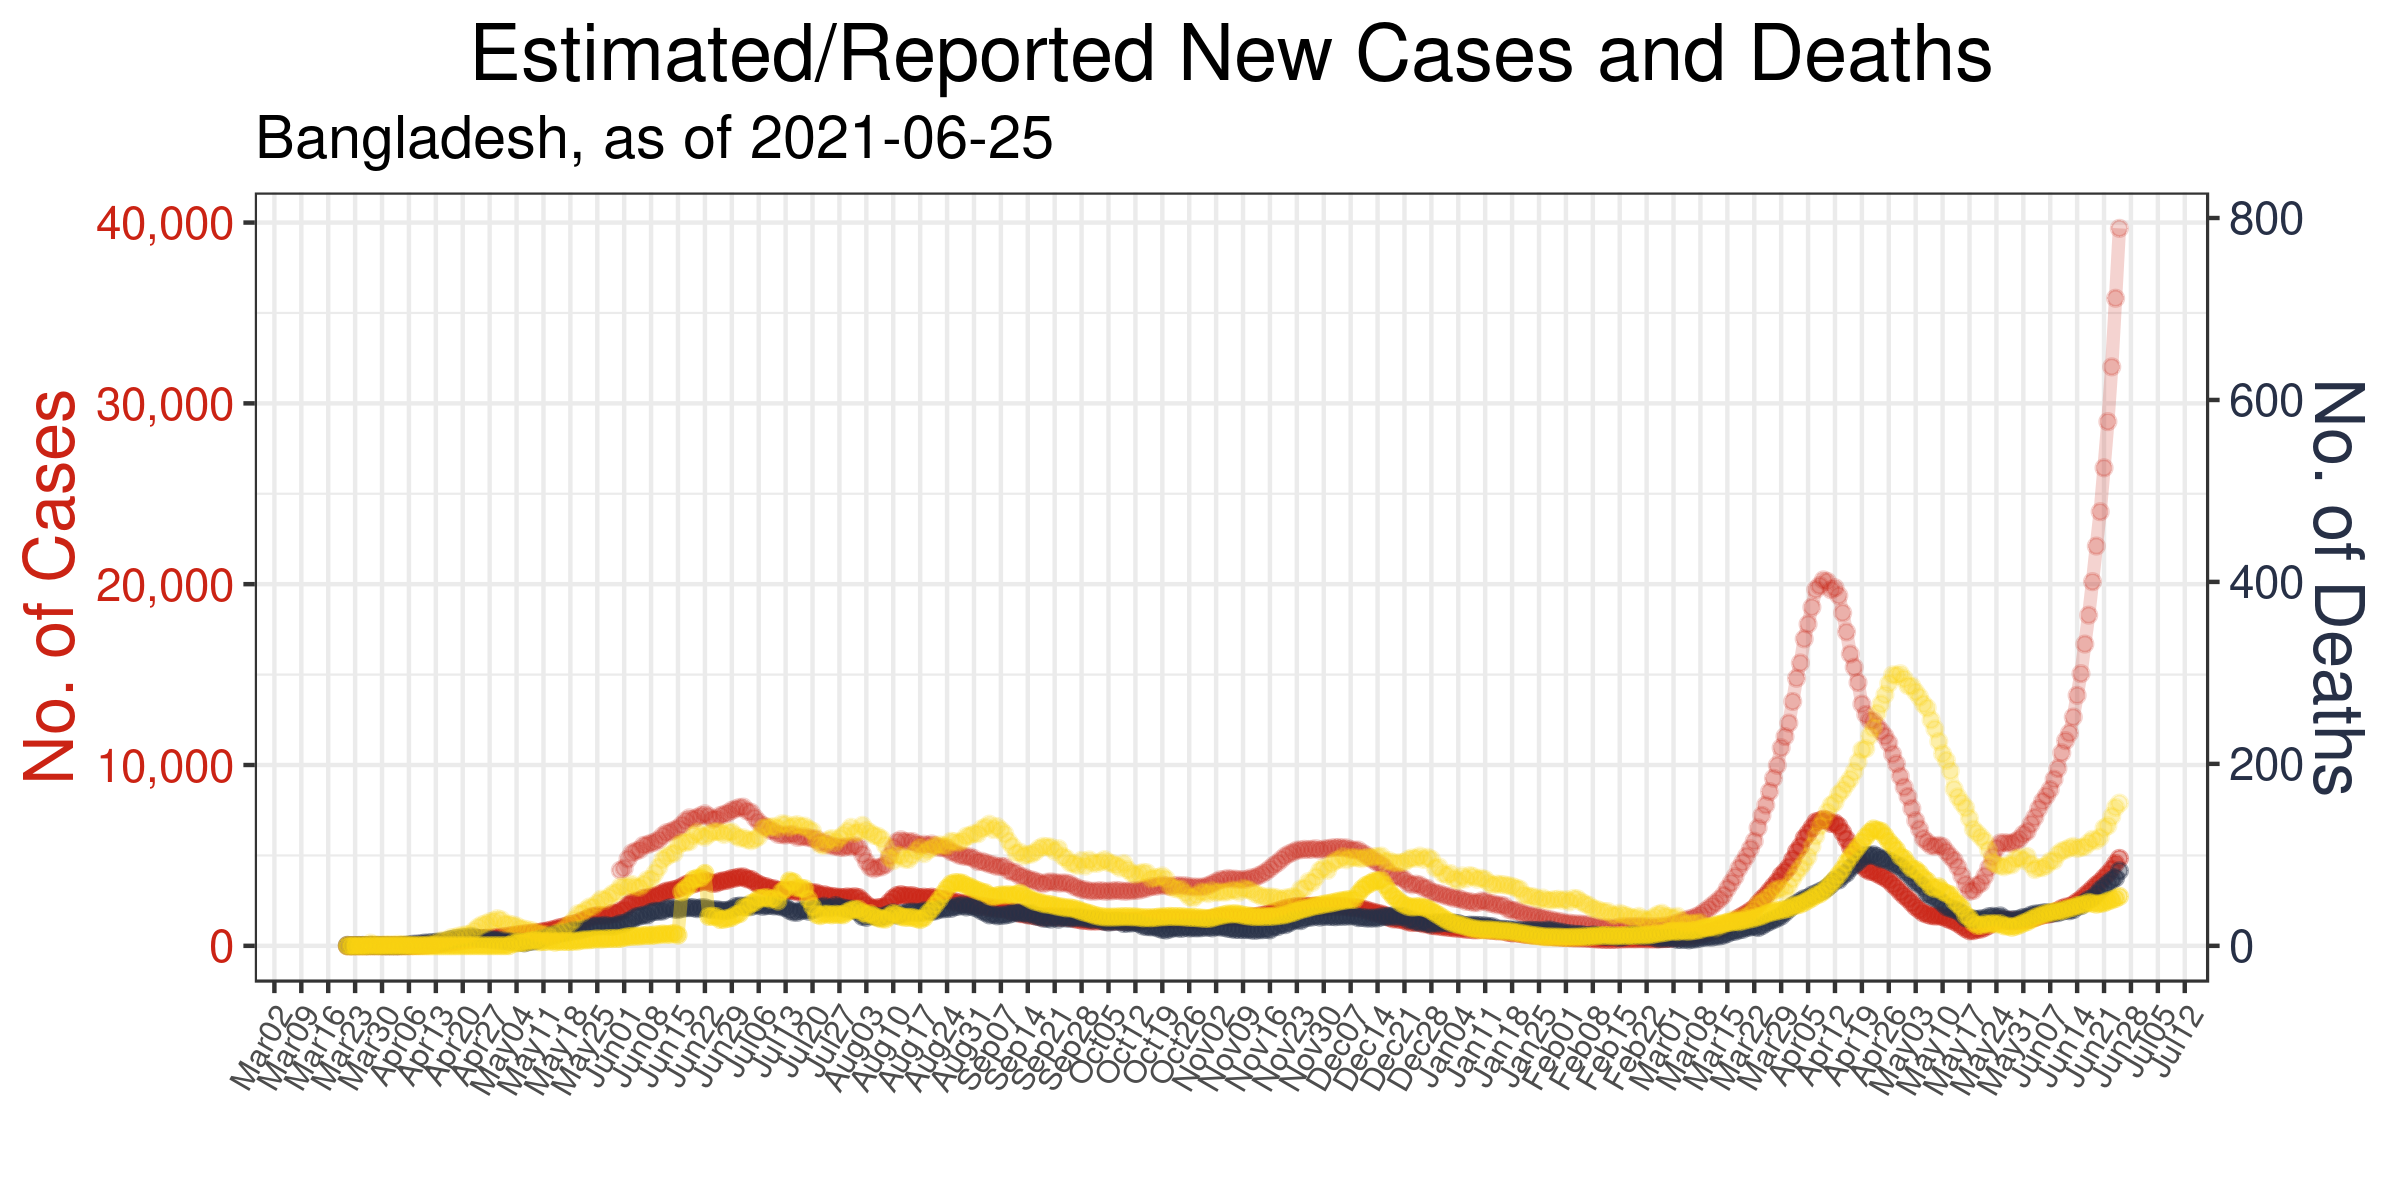 Estimated/Reported New Cases and Deaths
Bangladesh, as of 2021-06-25
No. of Cases
40,000
30,000
20,000
10,000
0
800
600
400
200
0
No. of Deaths
Mar02
Mar09
Mar16
Mar23
Mar30
Apr06
Apr13
Apr20
Apr27
May04
May11
May18
May25
Jun01
Jun08
Jun15
Jun22
Jun29
Jul06
Jul13
Jul20
Jul27
Aug03
Aug10
Aug17
Aug24
Aug31
Sep07
Sep14
Sep21
Sep28
Oct05
Oct12
Oct19
Oct26
Nov02
Nov09
Nov16
Nov23
Nov30
Dec07
Dec14
Dec21
Dec28
Jan04
Jan11
Jan18
Jan25
Feb01
Feb08
Feb15
Feb22
Mar01
Mar08
Mar15
Mar22
Mar29
Apr05
Apr12
Apr19
Apr26
May03
May10
May17
May24
May31
Jun07
Jun14
Jun21
Jun28
Jul05
Jul12